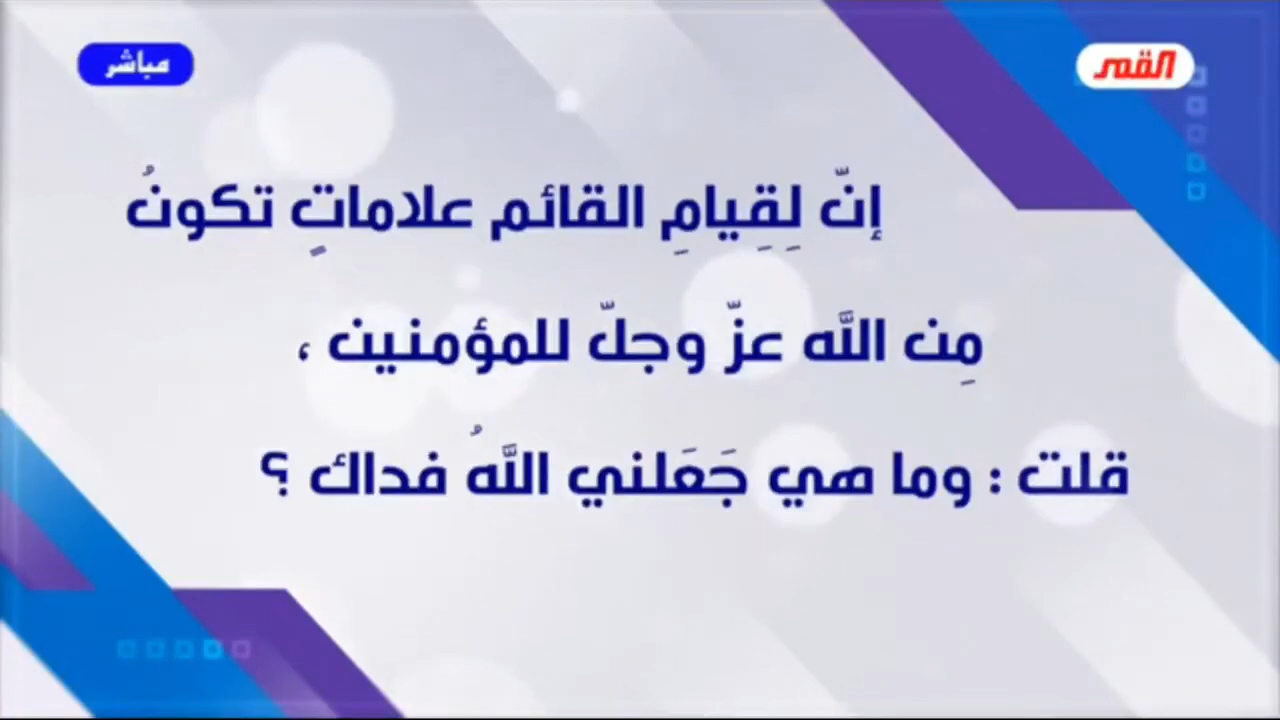 القمر
مباشر
إنّ لِقِيامِ القائم علاماتٍ تكونُ
مِن اللَّه عزّ وجلّ للمؤمنين ،
قلت : وما هي جَعَلني اللَّهُ فداك ؟